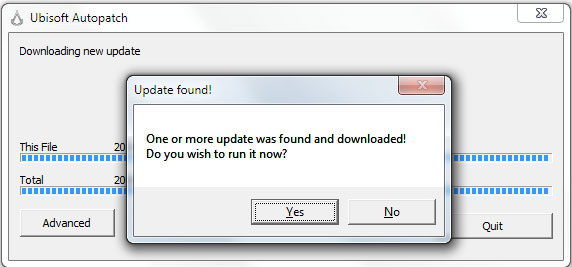 Ubisoft Autopatch
Downloading new update
Update found!
One or more update was found and downloaded!
Do you wish to run it now?
This File 20
Total 20
Advanced
Yes
No
Quit